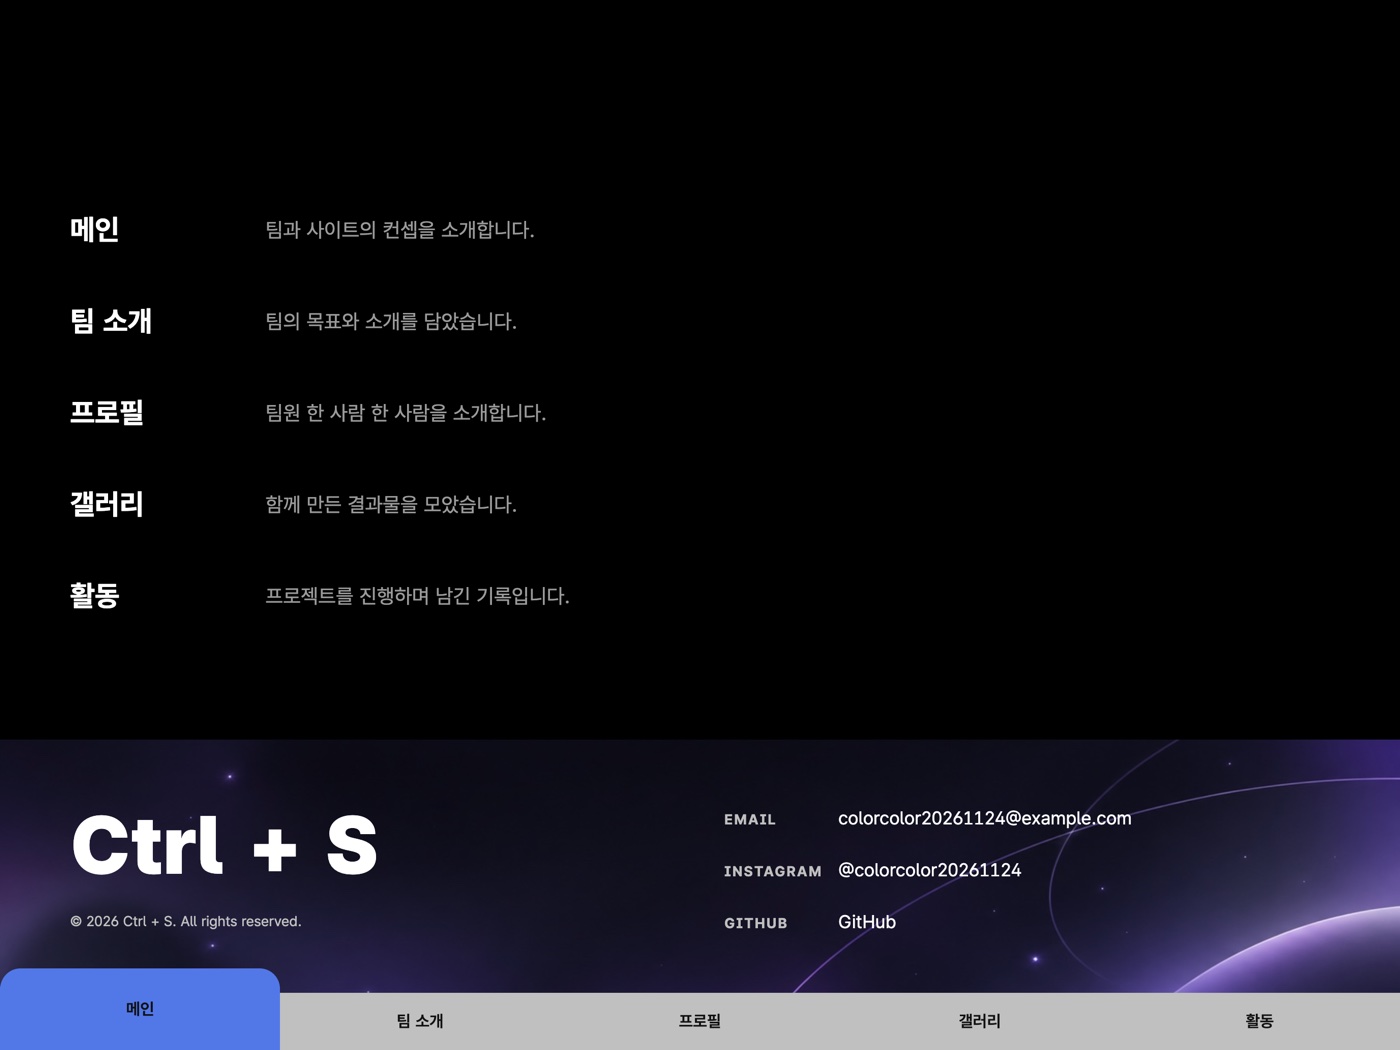 메인
팀과 사이트의 컨셉을 소개합니다.
팀 소개
팀의 목표와 소개를 담았습니다.
프로필
팀원 한 사람 한 사람을 소개합니다.
갤러리
함께 만든 결과물을 모았습니다.
활동
프로젝트를 진행하며 남긴 기록입니다.
Ctrl + S
© 2026 Ctrl + S. All rights reserved.
EMAIL colorcolor20261124@example.com
INSTAGRAM @colorcolor20261124
GITHUB GitHub
메인
팀 소개
프로필
갤러리
활동